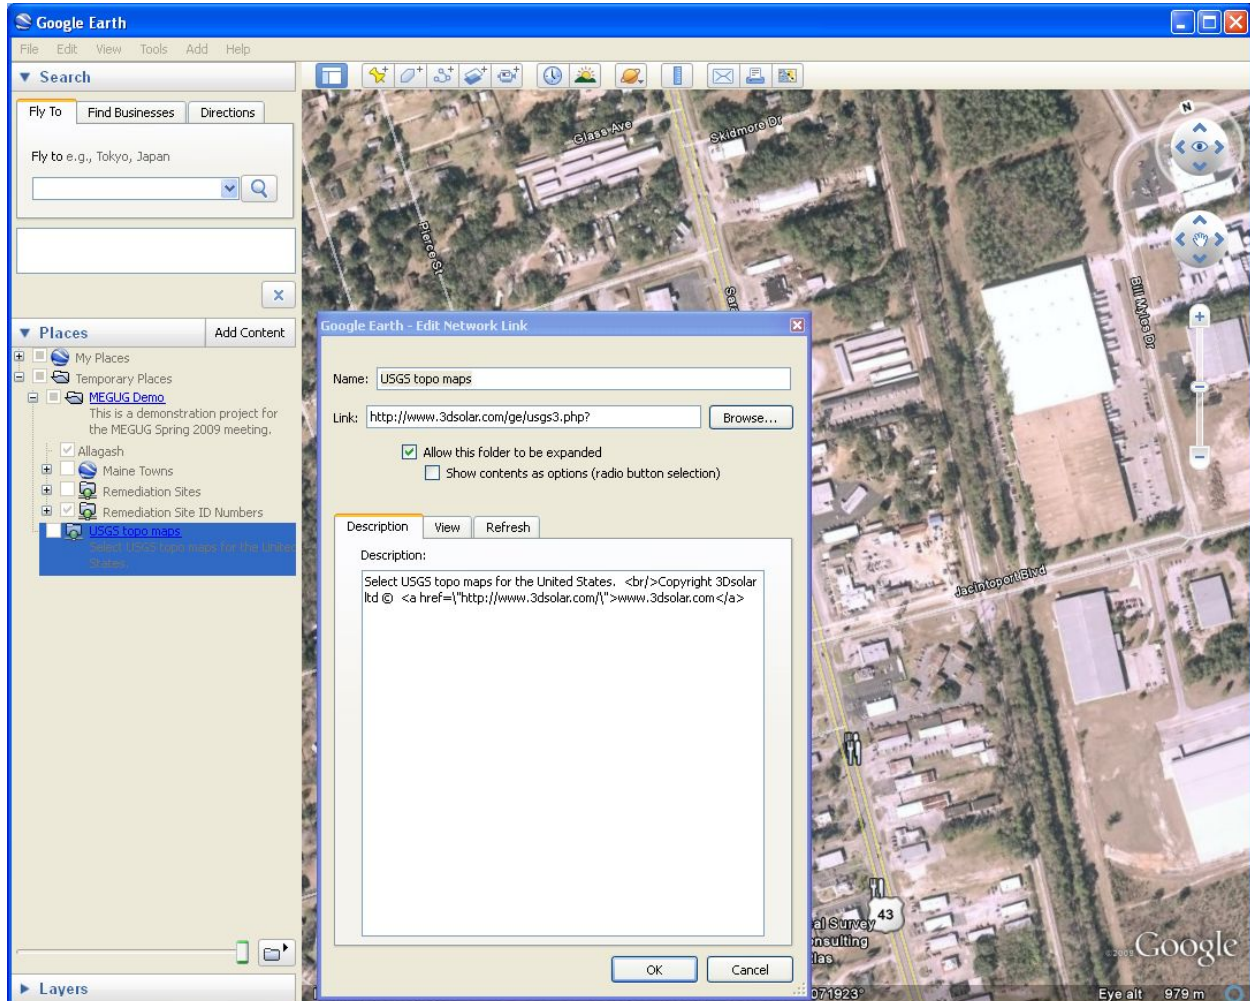 Google Earth
File Edit View Tools Add Help
Search
Fly To Find Businesses Directions
Fly to e.g., Tokyo, Japan
Places Add Content
My Places
Temporary Places
MEGUG Demo
This is a demonstration project for
the MEGUG Spring 2009 meeting.
Allagash
Maine Towns
Remediation Sites
Remediation Site ID Numbers
USGS topo maps
Select USGS topo maps for the United
States.
Layers
Glass Ave
Skidmore Dr
Pierce St
Sara
N
Bill Myles Dr
Jacintoport Blvd
Google Earth - Edit Network Link
Name: USGS topo maps
Link: http://www.3dsolar.com/ge/usgs3.php? Browse...
Allow this folder to be expanded
Show contents as options (radio button selection)
Description View Refresh
Description:
Select USGS topo maps for the United States. <br/>Copyright 3Dsolar
ltd © <a href=\"http://www.3dsolar.com/\">www.3dsolar.com</a>
OK Cancel
43
al Survey
nsulting
las
Google
071923°
Eye alt 979 m